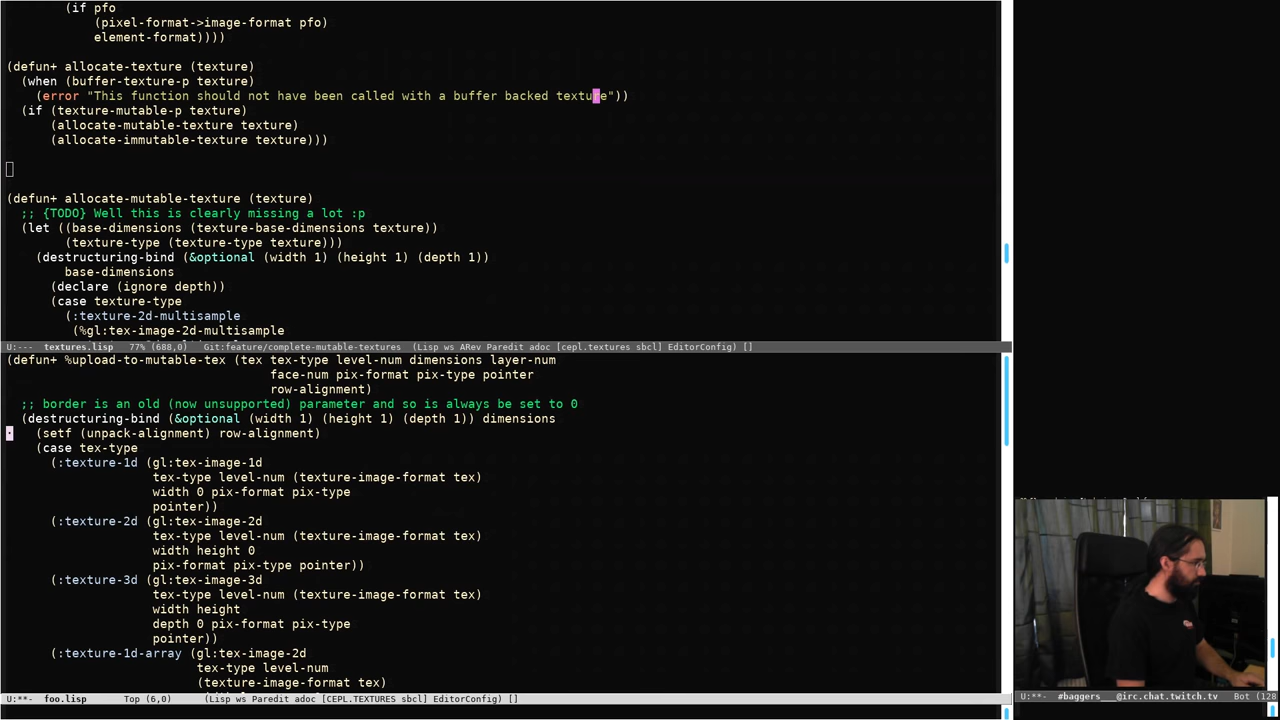 (if pfo
(pixel-format->image-format pfo)
element-format))))
(defun+ allocate-texture (texture)
(when (buffer-texture-p texture)
(error "This function should not have been called with a buffer backed texture"))
(if (texture-mutable-p texture)
(allocate-mutable-texture texture)
(allocate-immutable-texture texture)))
(defun+ allocate-mutable-texture (texture)
;; {TODO} Well this is clearly missing a lot :p
(let ((base-dimensions (texture-base-dimensions texture))
(texture-type (texture-type texture)))
(destructuring-bind (&optional (width 1) (height 1) (depth 1))
base-dimensions
(declare (ignore depth))
(case texture-type
(:texture-2d-multisample
(%gl:tex-image-2d-multisample
U:--- textures.lisp 77% (688,0) Git:feature/complete-mutable-textures (Lisp ws ARev Paredit adoc [cepl.textures sbcl] EditorConfig) []
(defun+ %upload-to-mutable-tex (tex tex-type level-num dimensions layer-num
face-num pix-format pix-type pointer
row-alignment)
;; border is an old (now unsupported) parameter and so is always be set to 0
(destructuring-bind (&optional (width 1) (height 1) (depth 1)) dimensions
(setf (unpack-alignment) row-alignment)
(case tex-type
(:texture-1d (gl:tex-image-1d
tex-type level-num (texture-image-format tex)
width 0 pix-format pix-type
pointer))
(:texture-2d (gl:tex-image-2d
tex-type level-num (texture-image-format tex)
width height 0
pix-format pix-type pointer))
(:texture-3d (gl:tex-image-3d
tex-type level-num (texture-image-format tex)
width height
depth 0 pix-format pix-type
pointer))
(:texture-1d-array (gl:tex-image-2d
tex-type level-num
(texture-image-format tex)
U:**- foo.lisp Top (6,0) (Lisp ws Paredit adoc [CEPL.TEXTURES sbcl] EditorConfig) []
U:**- #baggers___@irc.chat.twitch.tv Bot (128